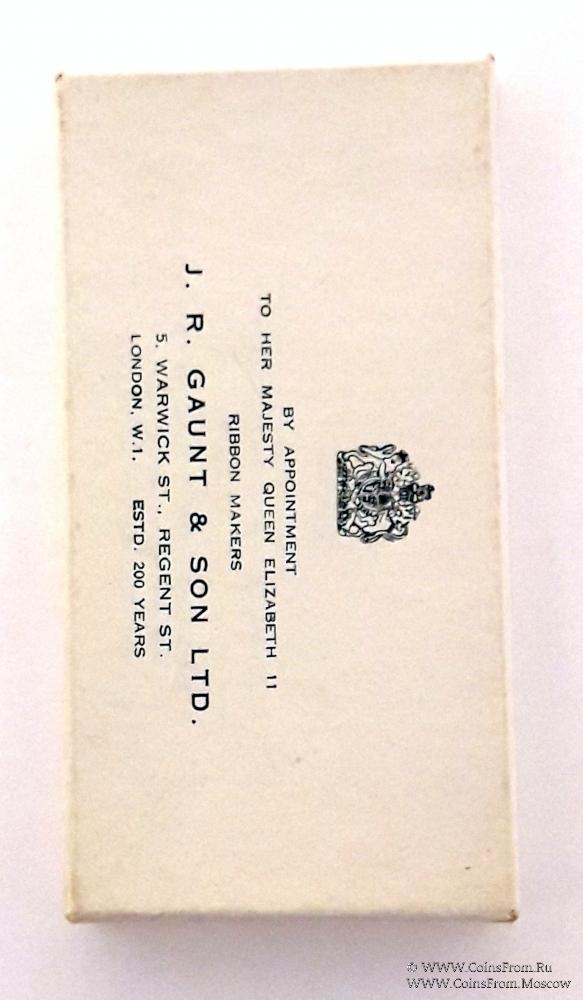 BY APPOINTMENT
TO HER MAJESTY QUEEN ELIZABETH 11
RIBBON MAKERS
J. R. GAUNT & SON LTD.
5, WARWICK ST., REGENT ST.
LONDON, W.1. ESTD. 200 YEARS
© WWW.CoinsFrom.Ru
WWW.CoinsFrom.Moscow